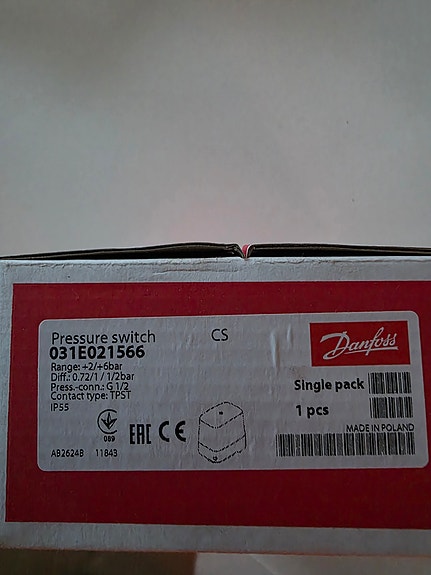 Pressure switch CS
031E021566
Range: +2/+6bar
Diff.: 0.72/1 / 1/2bar
Press.-conn.: G 1/2
Contact type: TPST
IP55
089
EAC CE
AB2624B 11843
Danfoss
Single pack
1 pcs
MADE IN POLAND